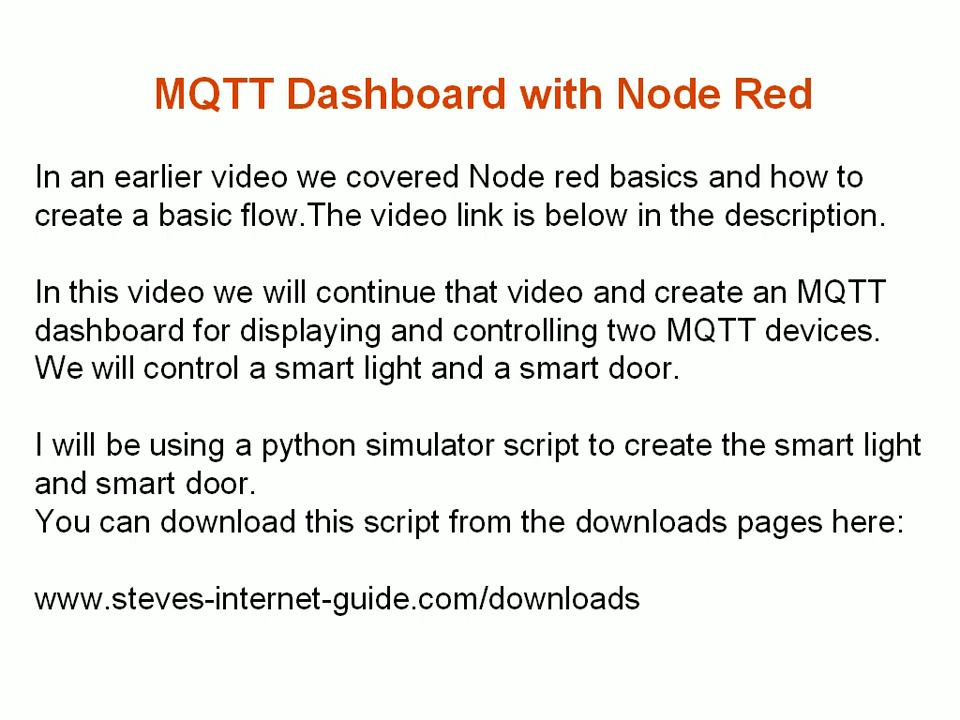 MQTT Dashboard with Node Red
In an earlier video we covered Node red basics and how to
create a basic flow.The video link is below in the description.
In this video we will continue that video and create an MQTT
dashboard for displaying and controlling two MQTT devices.
We will control a smart light and a smart door.
I will be using a python simulator script to create the smart light
and smart door.
You can download this script from the downloads pages here:
www.steves-internet-guide.com/downloads